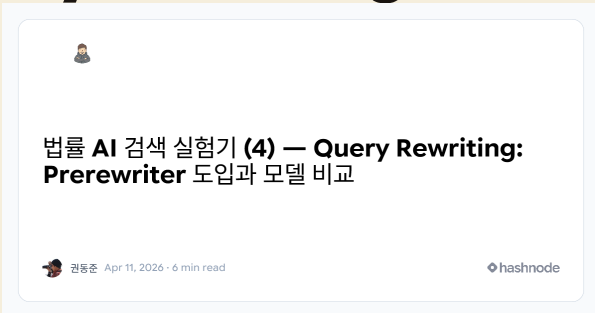 법률 AI 검색 실험기 (4) — Query Rewriting:
Prerewriter 도입과 모델 비교
권동준 Apr 11, 2026 · 6 min read
hashnode